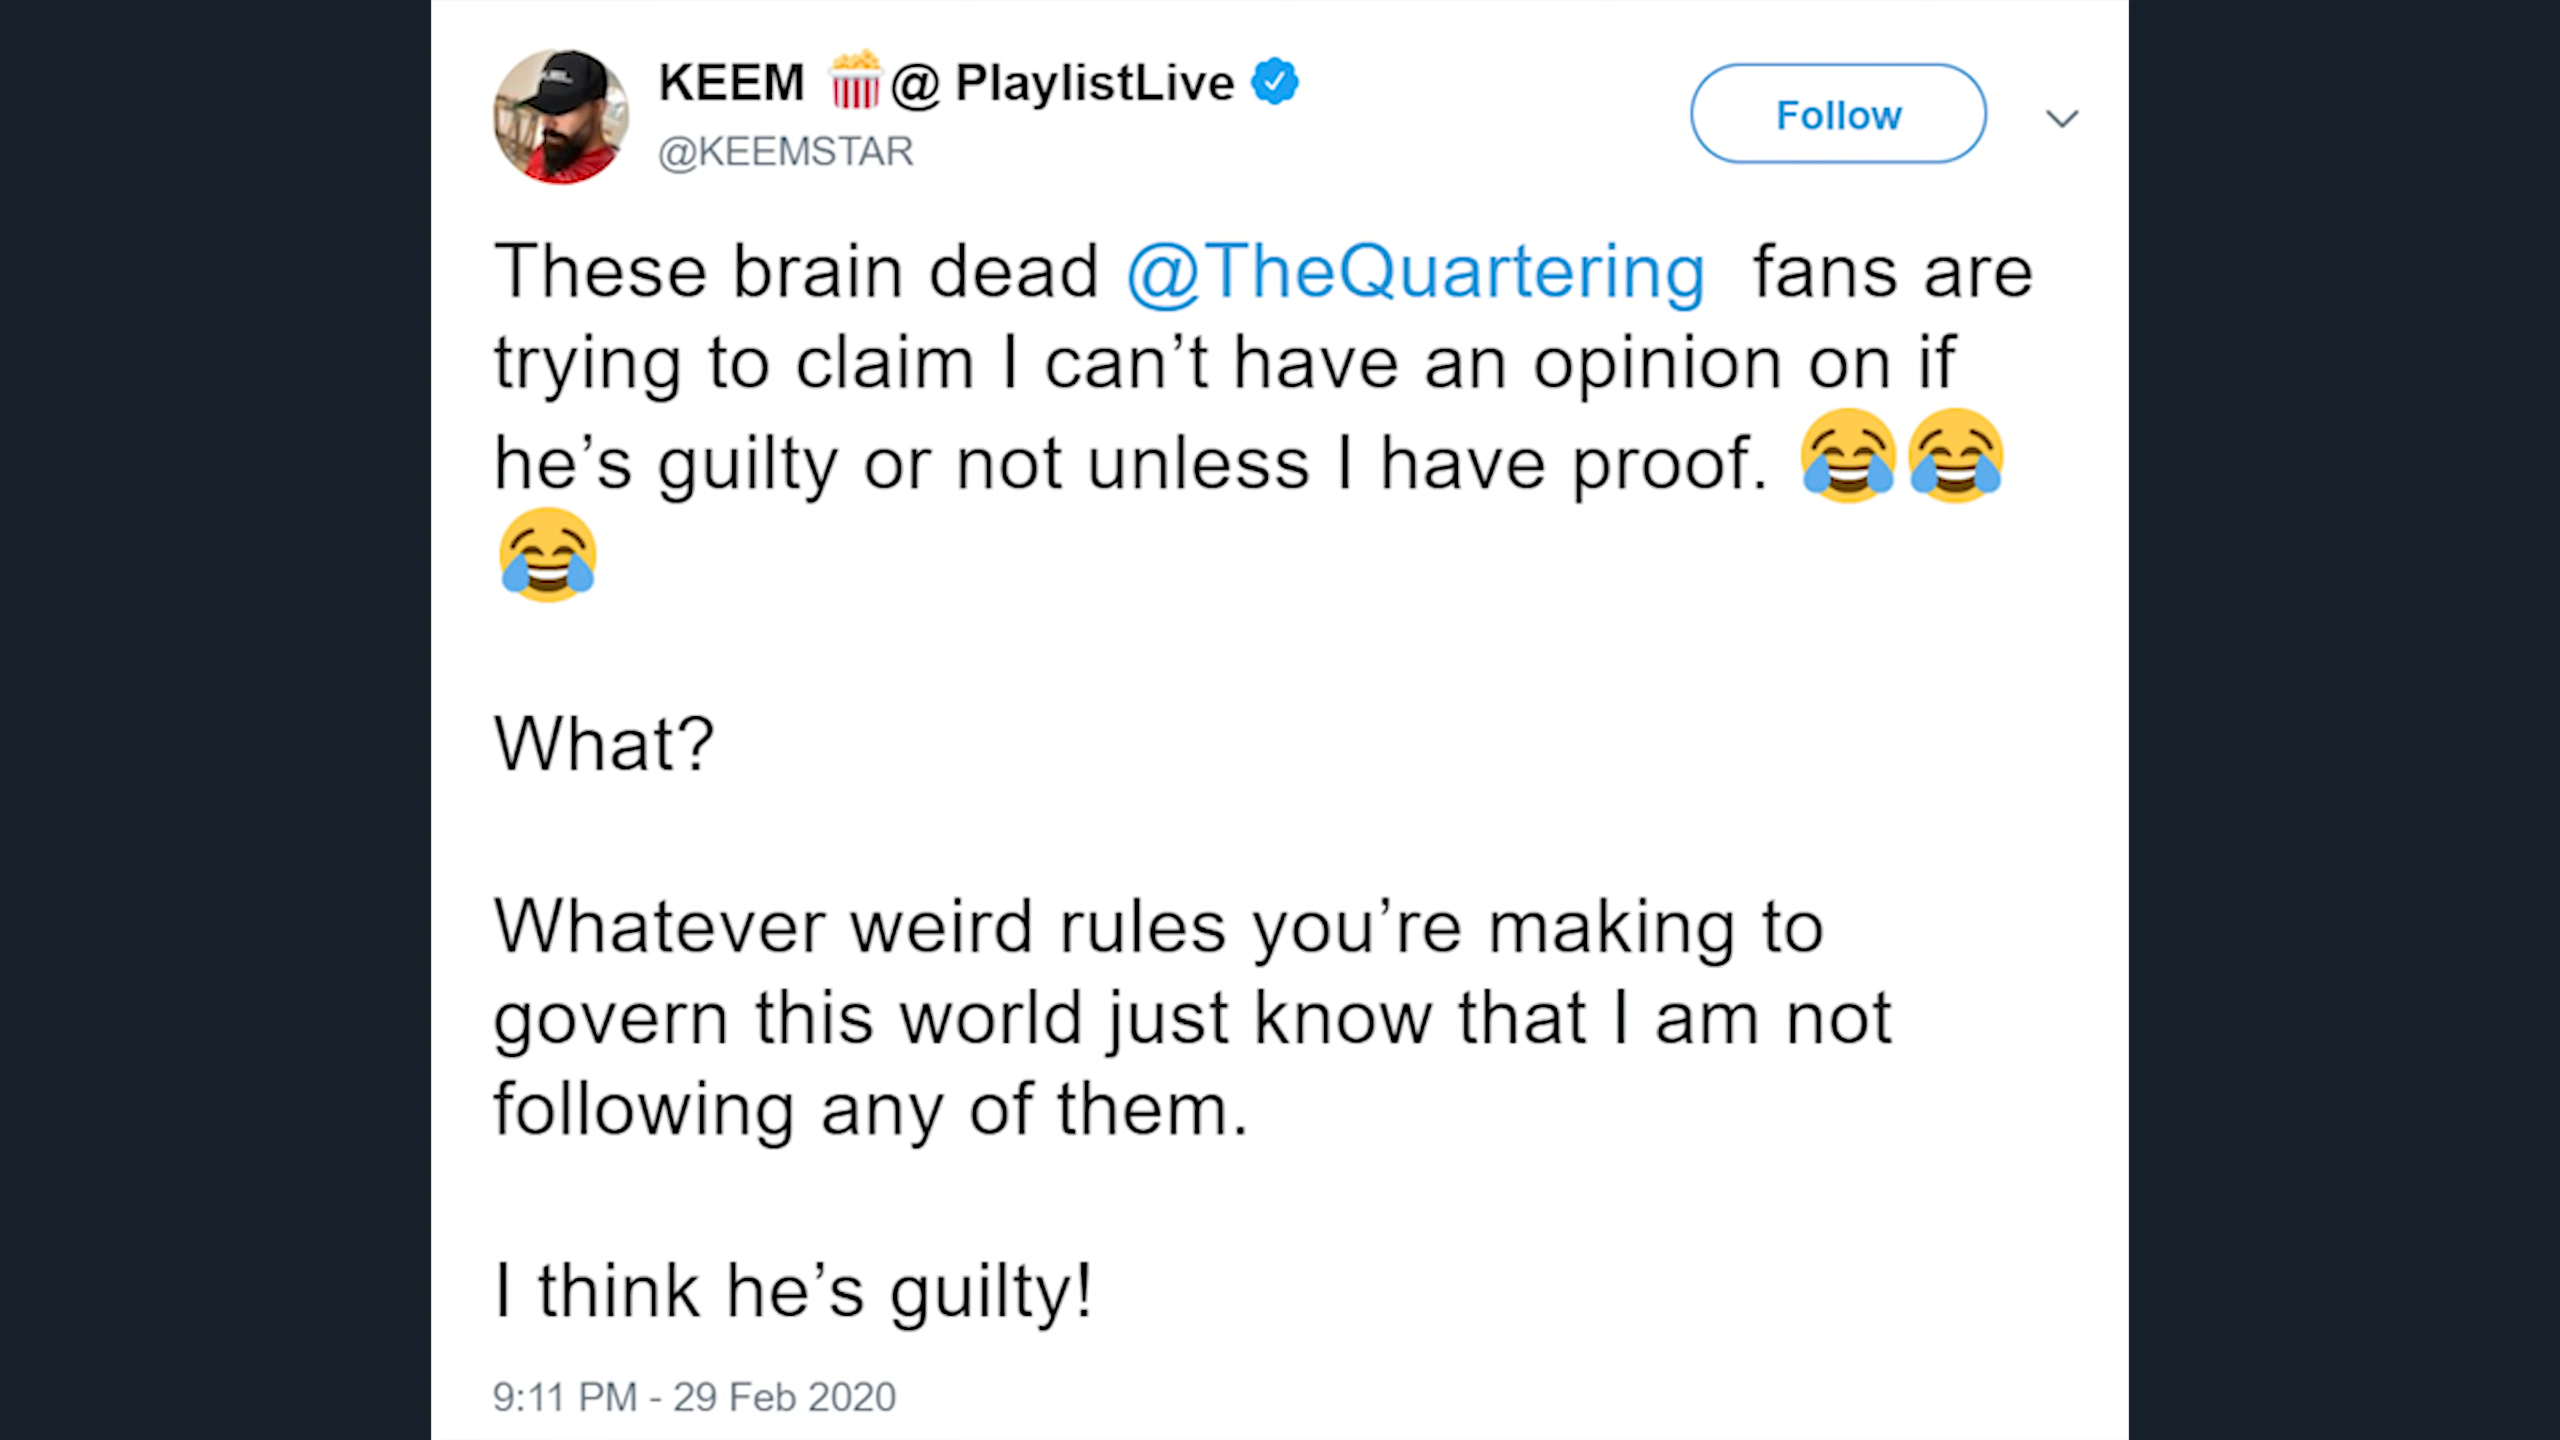 KEEM 🍿@ PlaylistLive
@KEEMSTAR
Follow
These brain dead @TheQuartering fans are
trying to claim I can’t have an opinion on if
he’s guilty or not unless I have proof. 😂😂
😂
What?
Whatever weird rules you’re making to
govern this world just know that I am not
following any of them.
I think he’s guilty!
9:11 PM - 29 Feb 2020